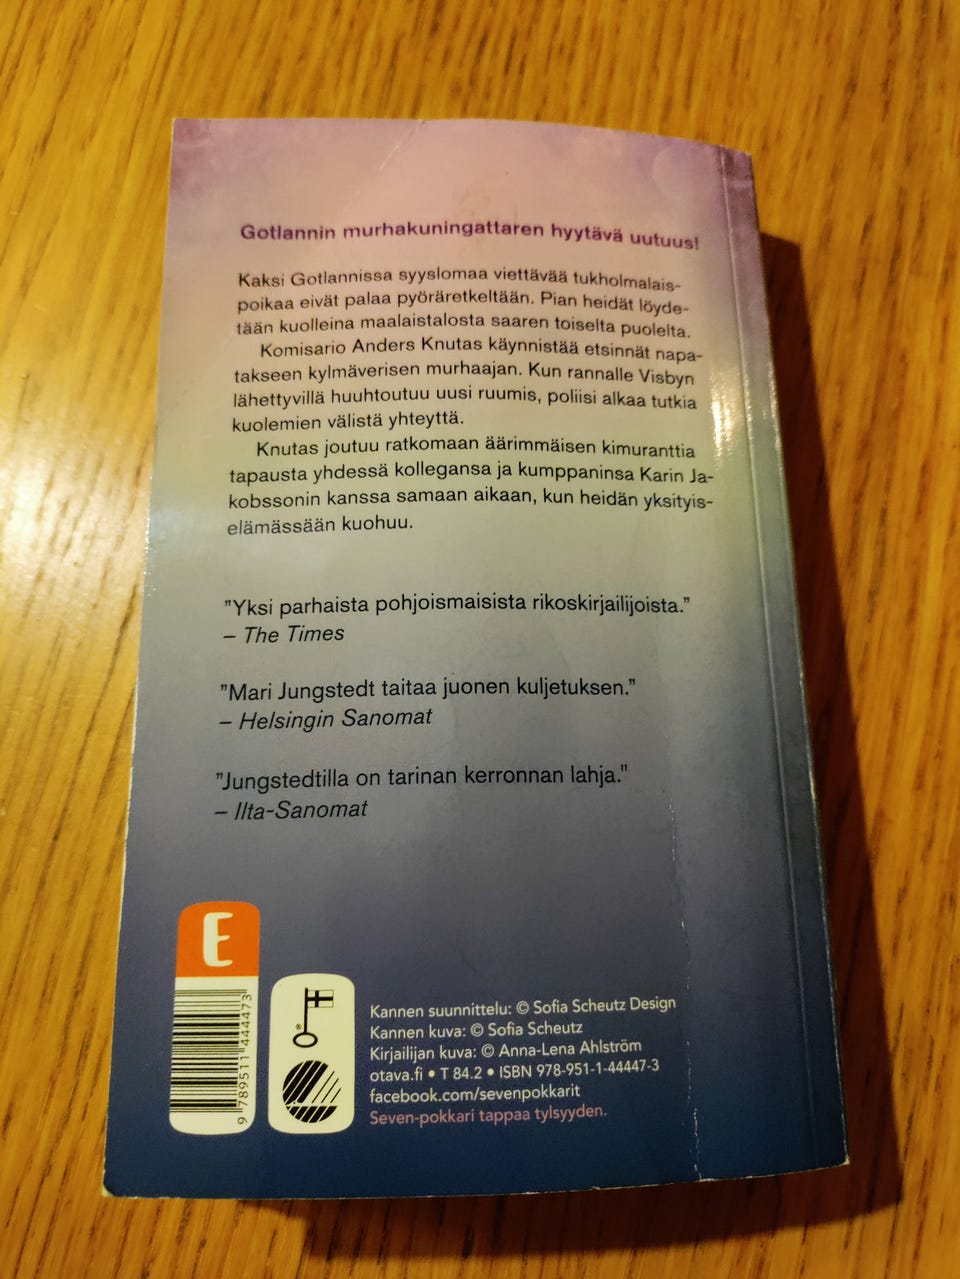 Gotlannin murhakuningattaren hyytävä uutuus!
Kaksi Gotlannissa syyslomaa viettävää tukholmalais-
poikaa eivät palaa pyöräretkeltään. Pian heidät löyde-
tään kuolleina maalaistalosta saaren toiselta puolelta.
Komisario Anders Knutas käynnistää etsinnät napa-
takseen kylmäverisen murhaajan. Kun rannalle Visbyn
lähettyvillä huuhtoutuu uusi ruumis, poliisi alkaa tutkia
kuolemien välistä yhteyttä.
Knutas joutuu ratkomaan äärimmäisen kimuranttia
tapausta yhdessä kollegansa ja kumppaninsa Karin Ja-
kobssonin kanssa samaan aikaan, kun heidän yksityis-
elämässään kuohuu.
”Yksi parhaista pohjoismaisista rikoskirjailijoista.”
– The Times
”Mari Jungstedt taitaa juonen kuljetuksen.”
– Helsingin Sanomat
”Jungstedtilla on tarinan kerronnan lahja."
– Ilta-Sanomat
E
9 789511 444473
®
Kannen suunnittelu: © Sofia Scheutz Design
Kannen kuva: © Sofia Scheutz
Kirjailijan kuva: © Anna-Lena Ahlström
otava.fi • T 84.2 • ISBN 978-951-1-44447-3
facebook.com/sevenpokkarit
Seven-pokkari tappaa tylsyyden.